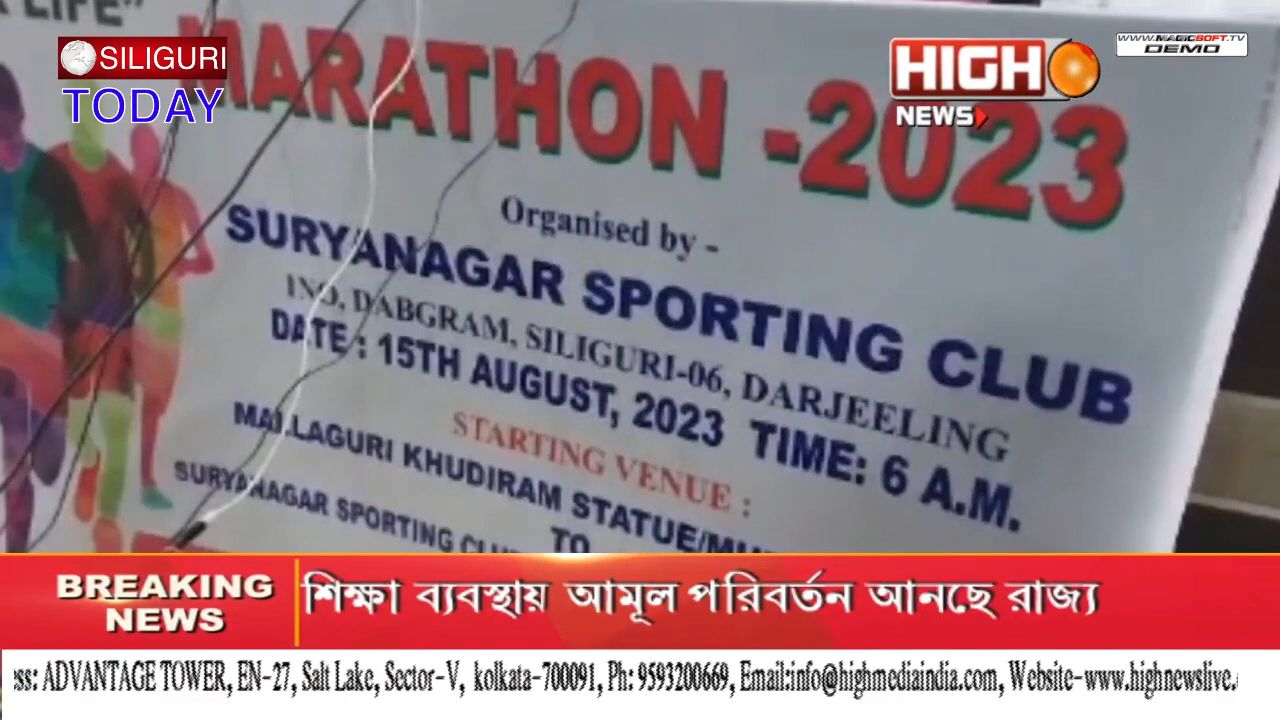 LIFE"
SILIGURI
TODAY
HIGH
NEWS
WWW.MAGICSOFT.TV
DEMO
MARATHON -2023
Organised by -
SURYANAGAR SPORTING CLUB
1NO, DABGRAM, SILIGURI-06, DARJEELING
DATE : 15TH AUGUST, 2023 TIME: 6 A.M.
STARTING VENUE :
MALLAGURI KHUDIRAM STATUE/
TO
SURYANAGAR SPORTING
BREAKING
NEWS
শিক্ষা ব্যবস্থায় আমূল পরিবর্তন আনছে রাজ্য
ss: ADVANTAGE TOWER, EN-27, Salt Lake, Sector-V, kolkata-700091, Ph: 9593200669, Email:info@highmediaindia.com, Website-www.highnewslive.